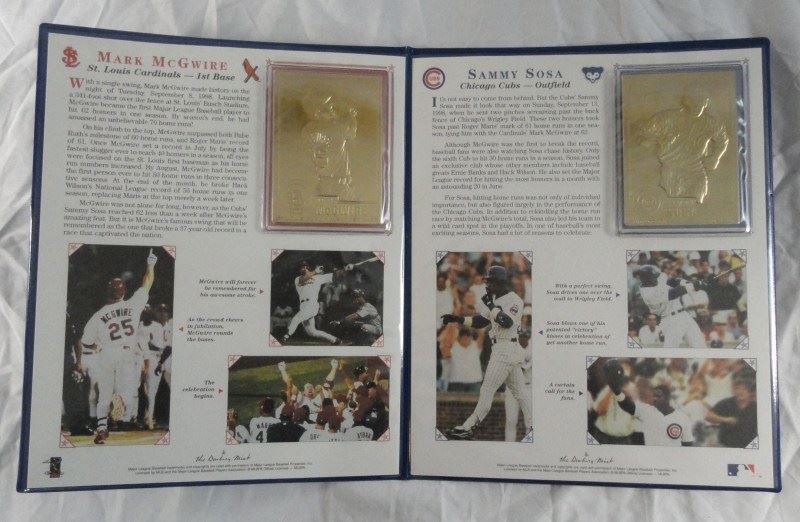 MARK MCGWIRE
St. Louis Cardinals — 1st Base
With a single swing, Mark McGwire made history on the
night of Tuesday, September 8, 1998. Launching
a 341-foot shot over the fence at St. Louis' Busch Stadium,
McGwire became the first Major League Baseball player to
hit 62 homers in one season. By season's end, he had
amassed an unbelievable 70 home runs!
On his climb to the top, McGwire surpassed both Babe
Ruth's milestone of 60 home runs, and Roger Maris' record
of 61. Once McGwire set a record in July by being the
fastest slugger ever to reach 40 homers in a season, all eyes
were focused on the St. Louis first baseman as his home
run numbers increased. By August, McGwire had become
the first person ever to hit 50 home runs in three consecu-
tive seasons. At the end of the month, he broke Hack
Wilson's National League record of 56 home runs in one
season, replacing Maris at the top merely a week later.
McGwire was not alone for long, however, as the Cubs'
Sammy Sosa reached 62 less than a week after McGwire's
amazing feat. But it is McGwire's famous swing that will be
remembered as the one that broke a 37-year-old record in a
race that captivated the nation.
MCGWIRE
McGwire will forever
be remembered for
his awesome stroke.
As the crowd cheers
in jubilation,
McGwire rounds
the bases.
The
celebration
begins.
MCGWIRE
25
The Danbury Mint
SAMMY SOSA
Chicago Cubs — Outfield
CUBS
It's not easy to come from behind. But the Cubs' Sammy
Sosa made it look that way on Sunday, September 13,
1998, when he sent two pitches screaming past the back
fence of Chicago's Wrigley Field. These two homers took
Sosa past Roger Maris' mark of 61 home runs in one sea-
son, tying him with the Cardinals' Mark McGwire at 62.
Although McGwire was the first to break the record,
baseball fans were also watching Sosa chase history. Only
the sixth Cub to hit 50 home runs in a season, Sosa joined
an exclusive club whose other members include baseball
greats Ernie Banks and Hack Wilson. He also set the Major
League record for hitting the most homers in a month with
an astounding 20 in June.
For Sosa, hitting home runs was not only of individual
importance, but also figured largely in the performance of
the Chicago Cubs. In addition to rekindling the home run
race by matching McGwire's total, Sosa also led his team to
a wild card spot in the playoffs. In one of baseball's most
exciting seasons, Sosa had a lot of reasons to celebrate.
With a perfect swing,
Sosa drives one over the
wall in Wrigley Field.
Sosa blows one of his
patented "victory"
kisses in celebration of
yet another home run.
A curtain
call for the
fans.
The Danbury Mint